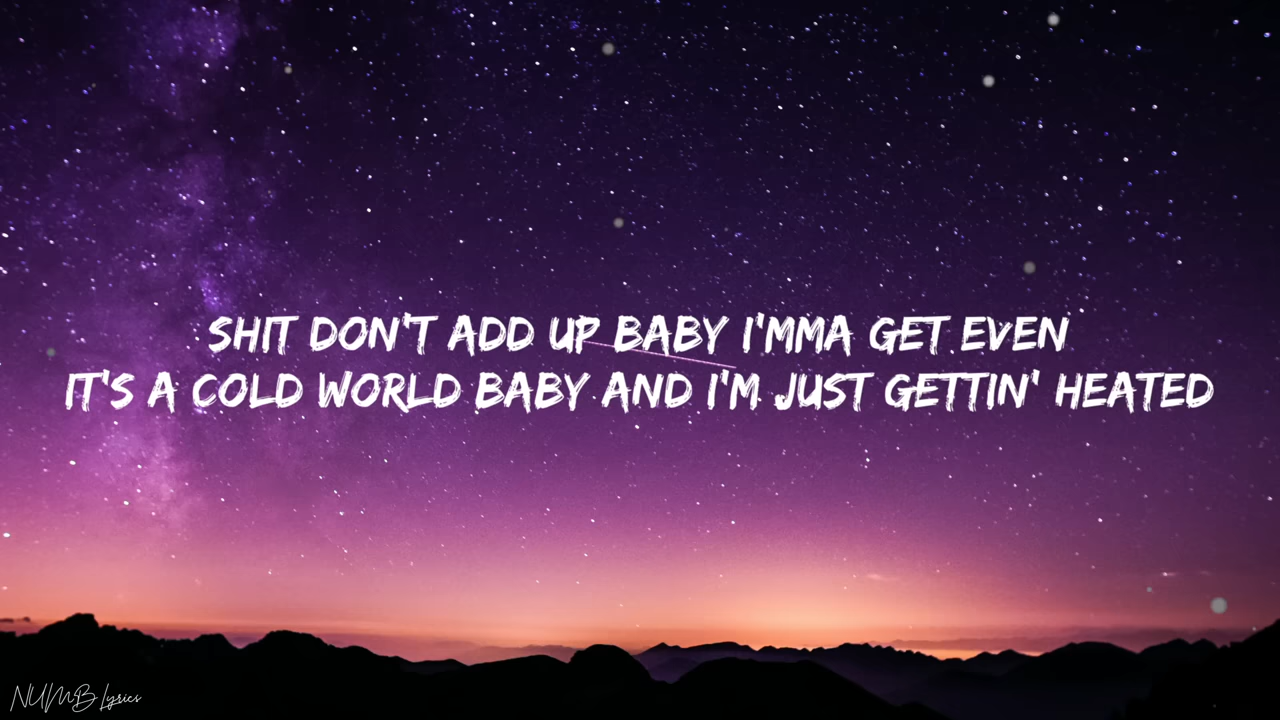 SHIT DON'T ADD UP BABY I'MMA GET EVEN
IT'S A COLD WORLD BABY AND I'M JUST GETTIN' HEATED
NUMB Lyrics